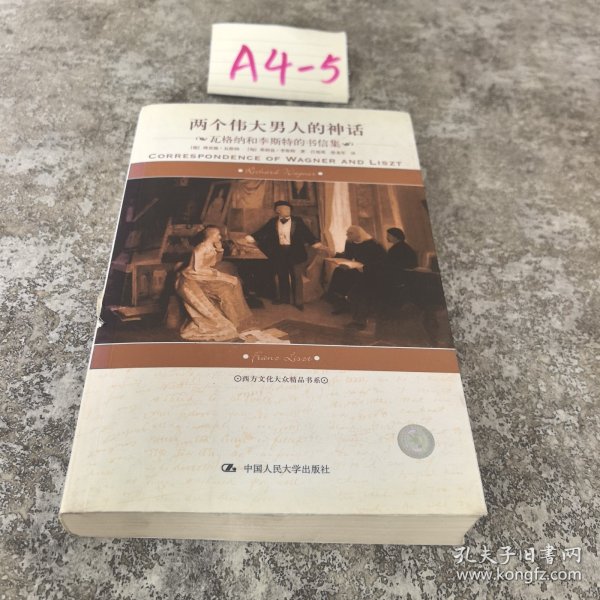 A4-5
两个伟大男人的神话
瓦格纳和李斯特的书信集
CORRESPONDENCE OF WAGNER AND LISZT
Richard Wagner
Franz Liszt
西方文化大众精品书系
中国人民大学出版社
孔夫子旧书网
www.kongfz.com